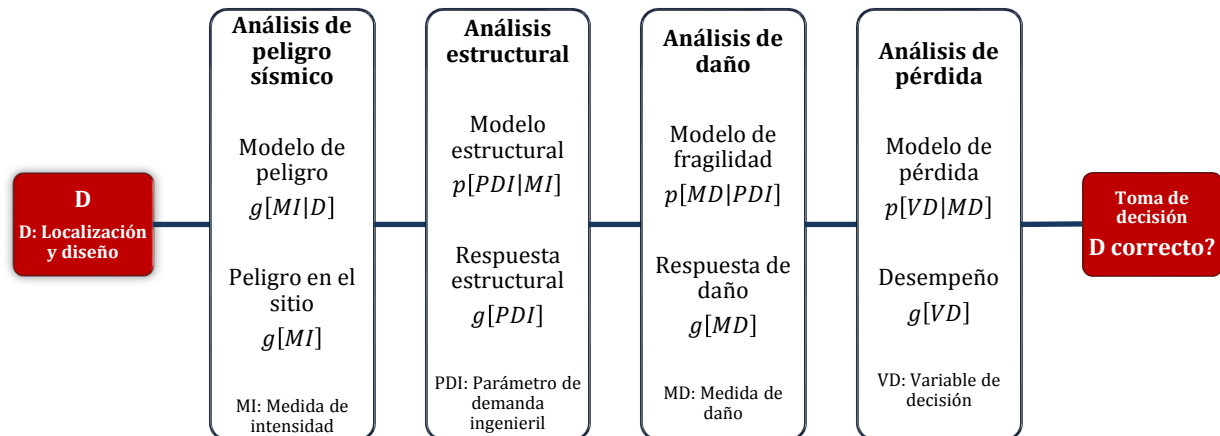 D
D: Localización
y diseño
Análisis de
peligro
sísmico
Modelo de
peligro
g[MI|D]
Peligro en el
sitio
g[MI]
MI: Medida de
intensidad
Análisis
estructural
Modelo
estructural
p[PDI|MI]
Respuesta
estructural
g[PDI]
PDI: Parámetro de
demanda
ingenieril
Análisis de
daño
Modelo de
fragilidad
p[MD|PDI]
Respuesta de
daño
g[MD]
MD: Medida de
daño
Análisis de
pérdida
Modelo de
pérdida
p[VD|MD]
Desempeño
g[VD]
VD: Variable de
decisión
Toma de
decisión
D correcto?